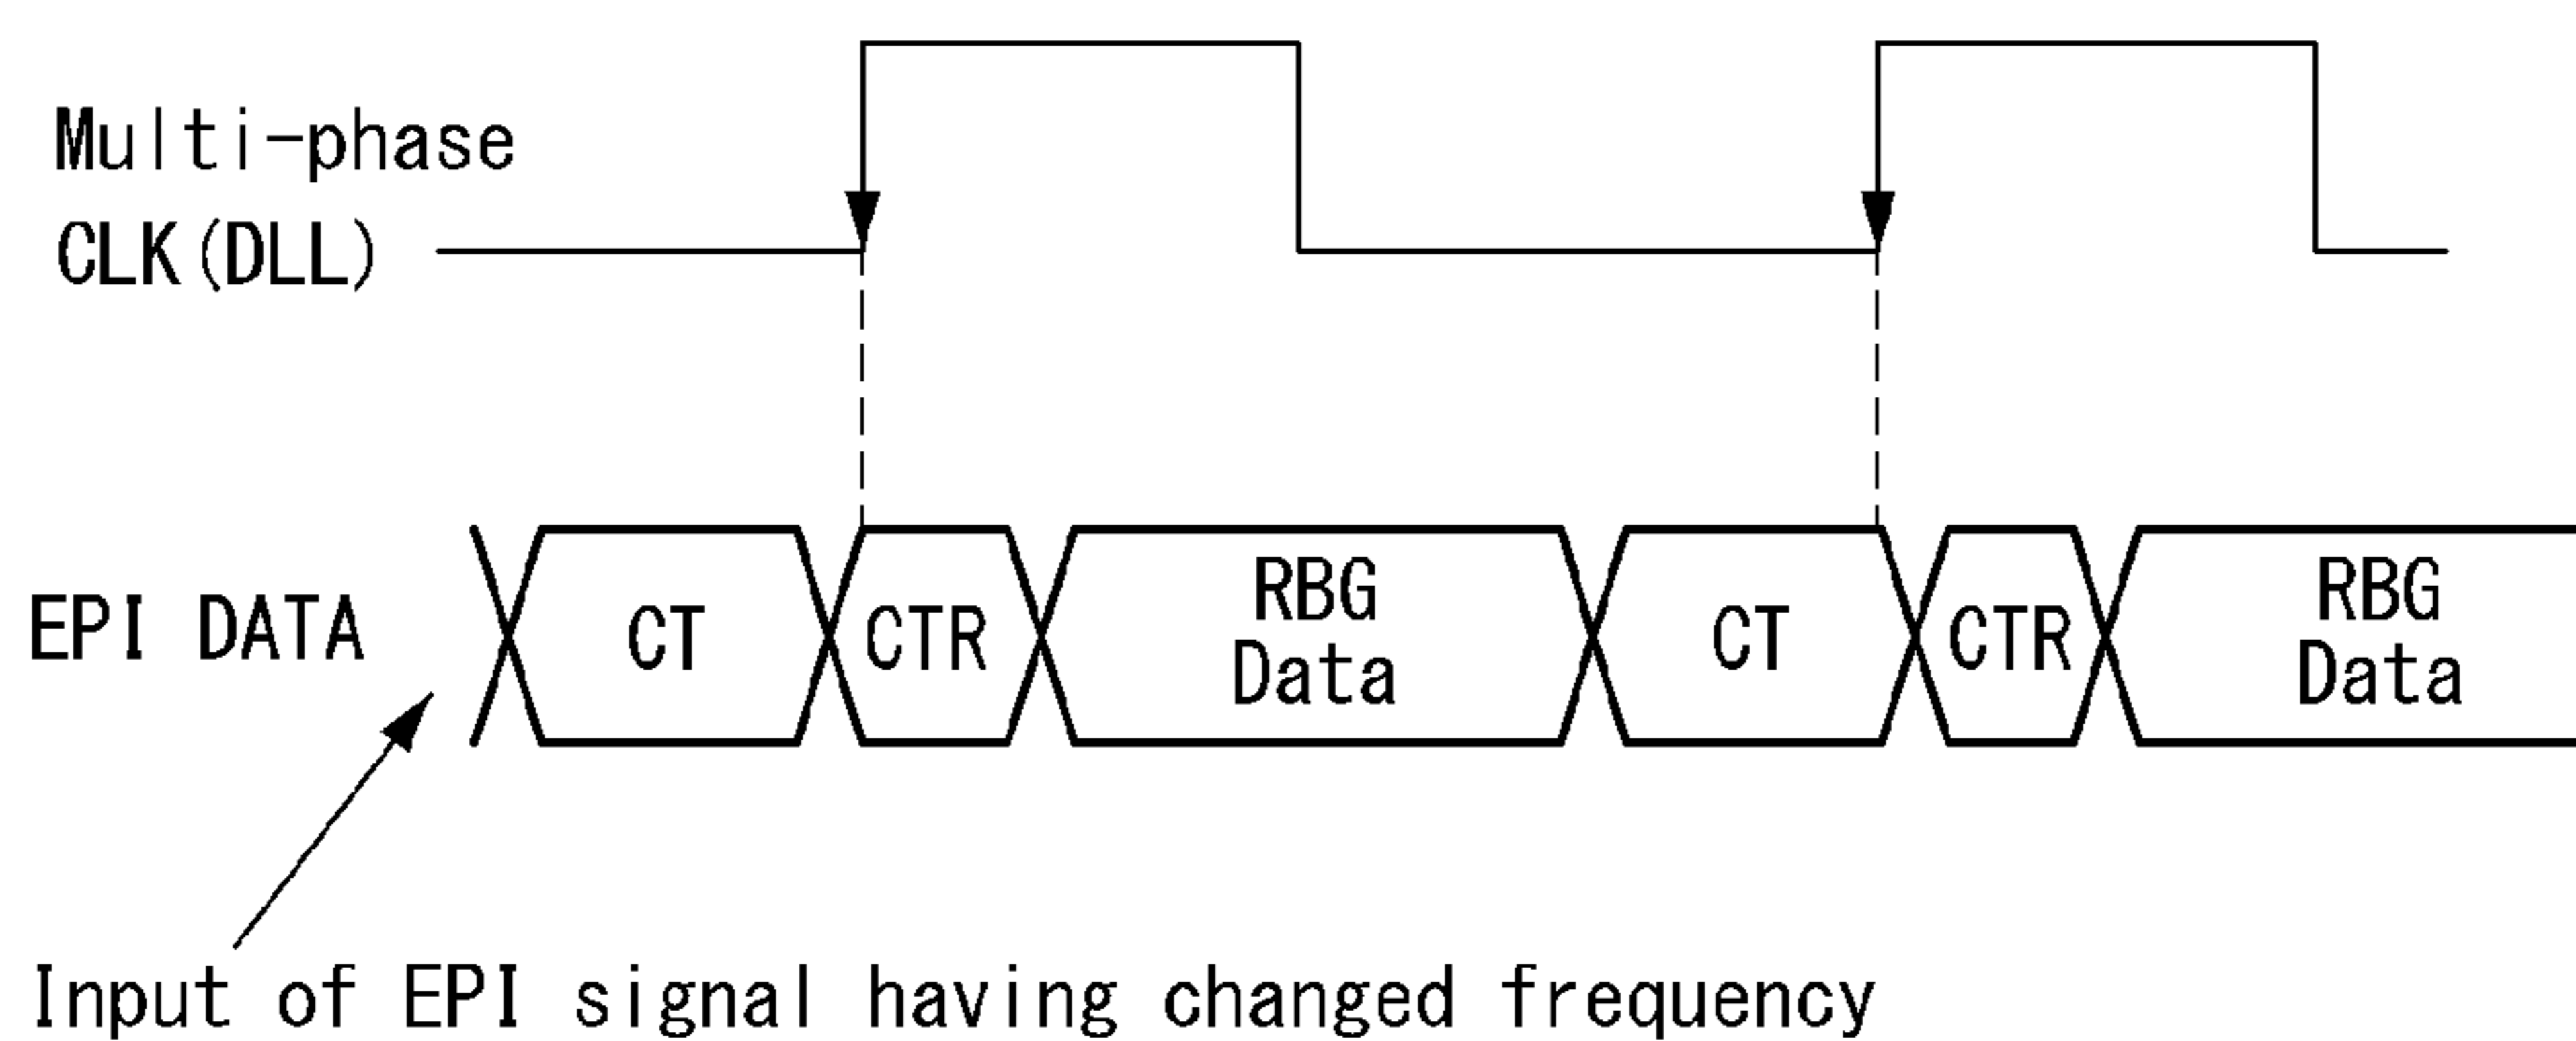 Multi-phase
CLK(DLL)
EPI DATA
CT
CTR
RBG
Data
CT
CTR
RBG
Data
Input of EPI signal having changed frequency